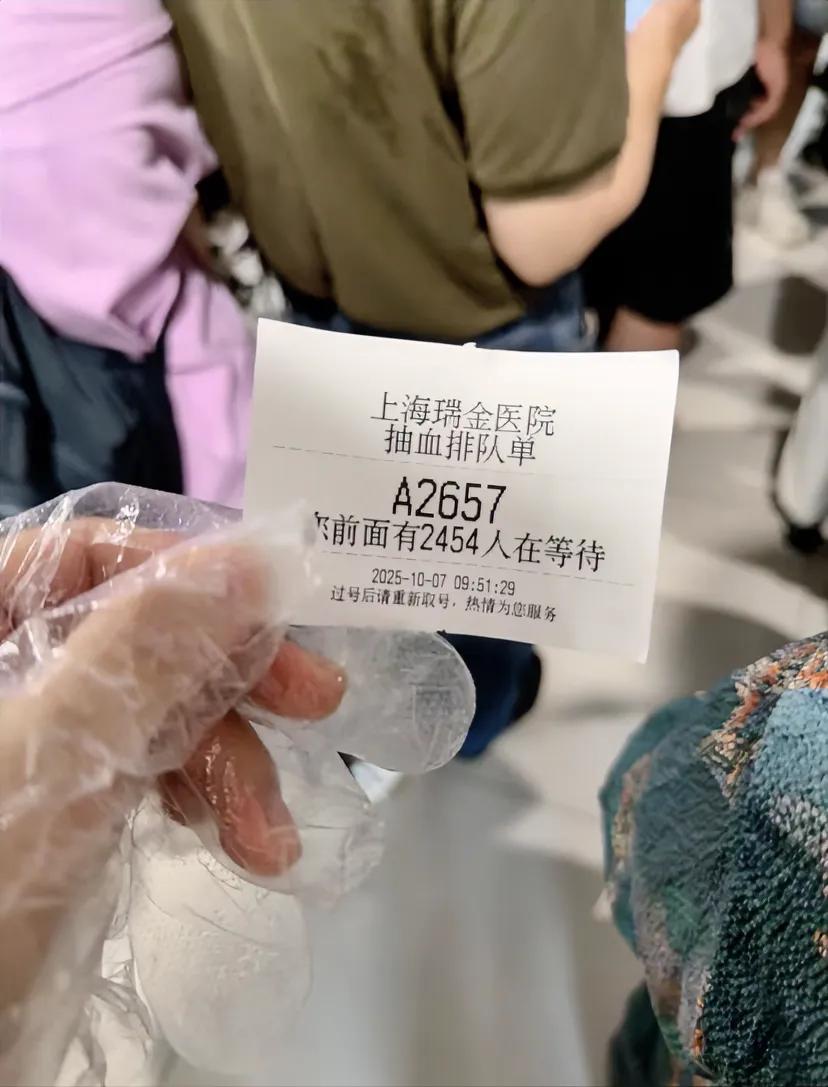 上海瑞金医院
抽血排队单
A2657
您前面有2454人在等待
2025-10-07 09:51:29
过号后请重新取号，热情为您服务